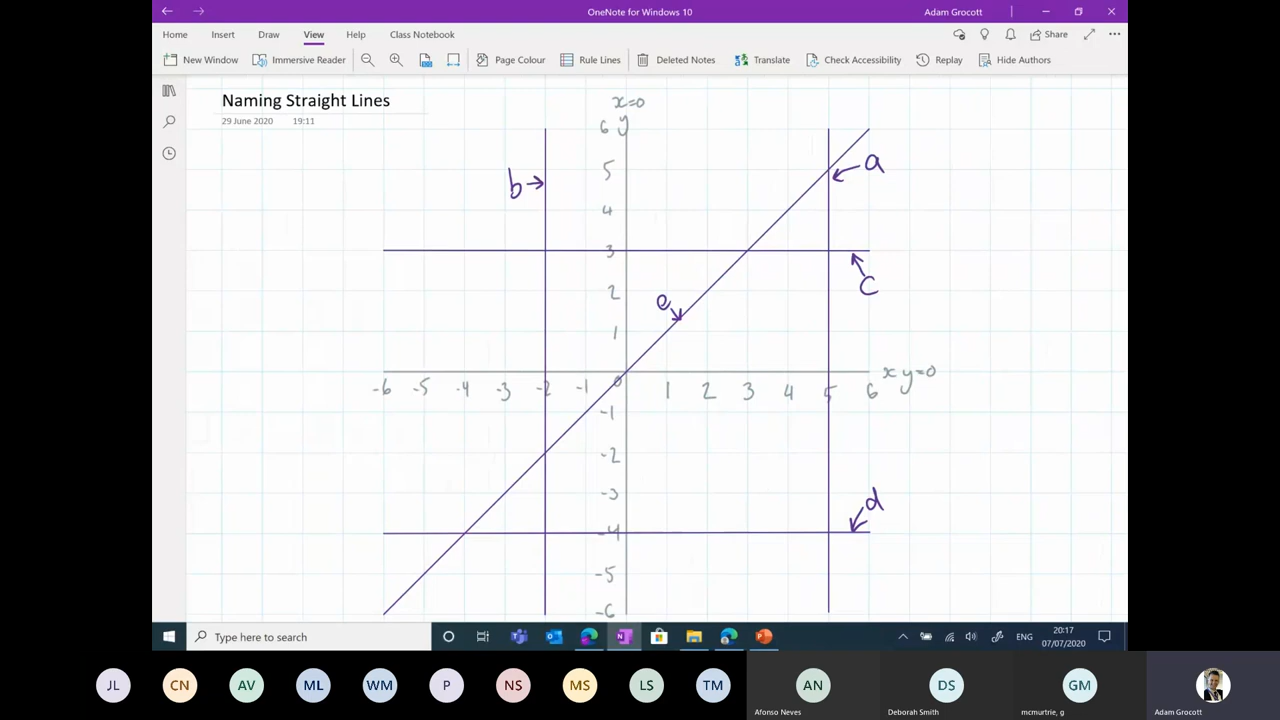 OneNote for Windows 10
Adam Grocott
Home Insert Draw View Help Class Notebook
Share
New Window Immersive Reader Page Colour Rule Lines Deleted Notes Translate Check Accessibility Replay Hide Authors
Naming Straight Lines
29 June 2020 19:11
x=0
6 y
5
a
b
4
3
c
2
e
1
-6 -5 -4 -3 -2 -1 0 1 2 3 4 5 6 x y=0
-1
-2
-3
d
-4
-5
-6
Type here to search
ENG
20:17
07/07/2020
JL CN AV ML WM P NS MS LS TM AN DS GM
Afonso Neves Deborah Smith mcmurtrie, g Adam Grocott